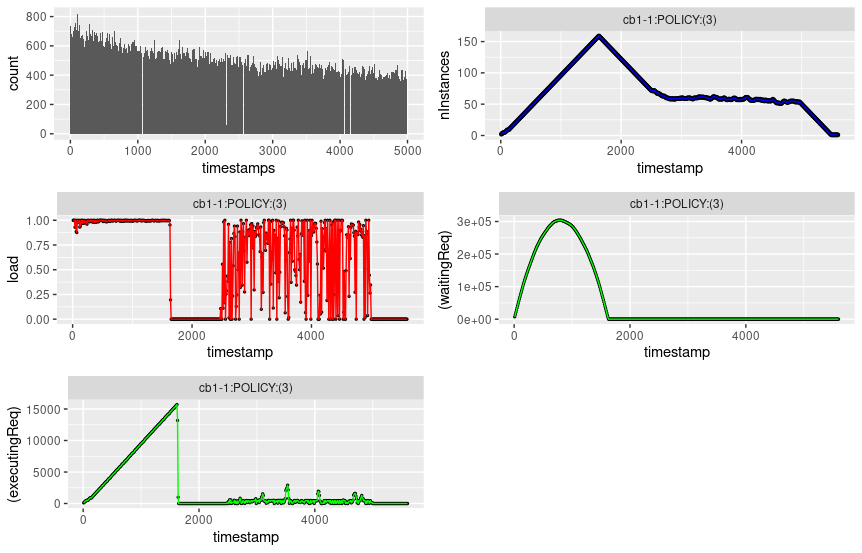 800
600
400
200
0
count
0 1000 2000 3000 4000 5000
timestamps
cb1-1:POLICY:(3)
150
100
50
0
nInstances
0 2000 4000
timestamp
cb1-1:POLICY:(3)
1.00
0.75
0.50
0.25
0.00
load
0 2000 4000
timestamp
cb1-1:POLICY:(3)
3e+05
2e+05
1e+05
0e+00
(waitingReq)
0 2000 4000
timestamp
cb1-1:POLICY:(3)
15000
10000
5000
0
(executingReq)
0 2000 4000
timestamp